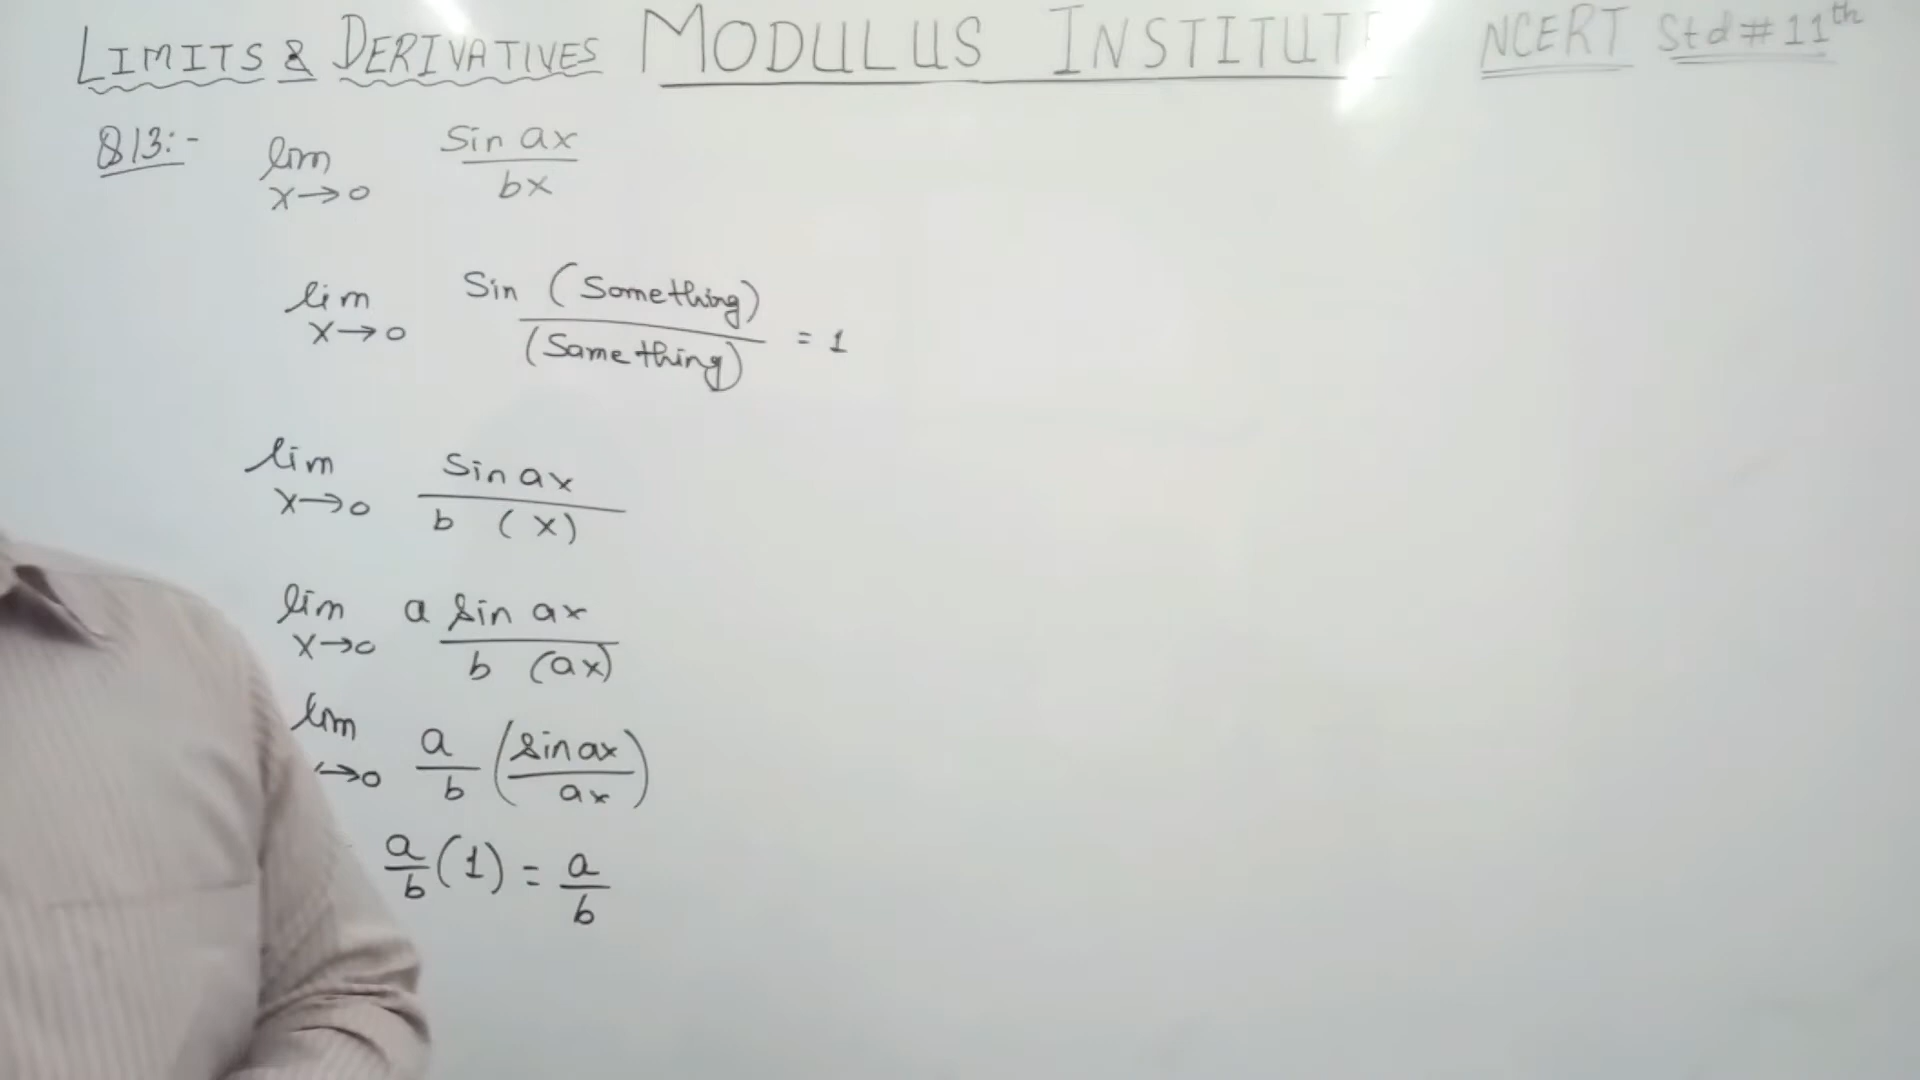 LIMITS & DERIVATIVES MODULUS INSTITUTE NCERT Std # 11th
Q13:- lim x→0 Sin ax / bx
lim x→0 Sin (Something) / (Same thing) = 1
lim x→0 Sin ax / b (x)
lim x→0 a sin ax / b (ax)
lim →0 a/b (sin ax / ax)
a/b (1) = a/b